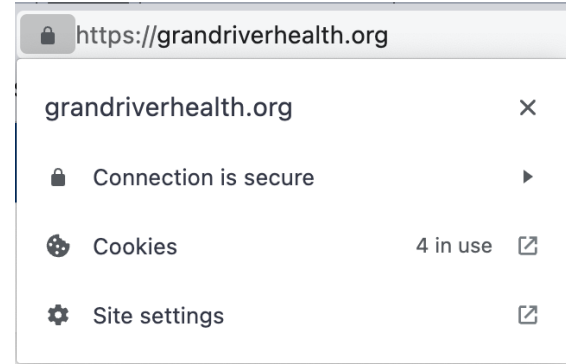 https://grandriverhealth.org
grandriverhealth.org
Connection is secure
Cookies 4 in use
Site settings